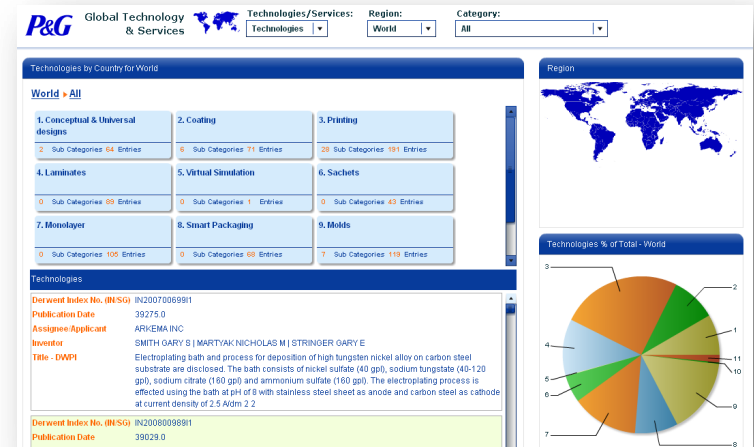 P&G
Global Technology
& Services
Technologies/Services:
Technologies
Region:
World
Category:
All
Technologies by Country for World
World ▸ All
1. Conceptual & Universal
designs
2 Sub Categories 64 Entries
2. Coating
6 Sub Categories 71 Entries
3. Printing
28 Sub Categories 191 Entries
4. Laminates
0 Sub Categories 89 Entries
5. Virtual Simulation
0 Sub Categories 1 Entries
6. Sachets
0 Sub Categories 43 Entries
7. Monolayer
0 Sub Categories 105 Entries
8. Smart Packaging
0 Sub Categories 68 Entries
9. Molds
7 Sub Categories 119 Entries
Technologies
Derwent Index No. (IN/SG) IN200700699I1
Publication Date 39275.0
Assignee/Applicant ARKEMA INC
Inventor SMITH GARY S | MARTYAK NICHOLAS M | STRINGER GARY E
Title - DWPI Electroplating bath and process for deposition of high tungsten nickel alloy on carbon steel
substrate are disclosed. The bath consists of nickel sulfate (40 gpl), sodium tungstate (40-120
gpl), sodium citrate (160 gpl) and ammonium sulfate (160 gpl). The electroplating process is
effected using the bath at pH of 8 with stainless steel sheet as anode and carbon steel as cathode
at current density of 2.5 A/dm 2 2
Derwent Index No. (IN/SG) IN200800989I1
Publication Date 39029.0
Region
Technologies % of Total - World
3
2
1
4
11
10
5
6
9
7
8